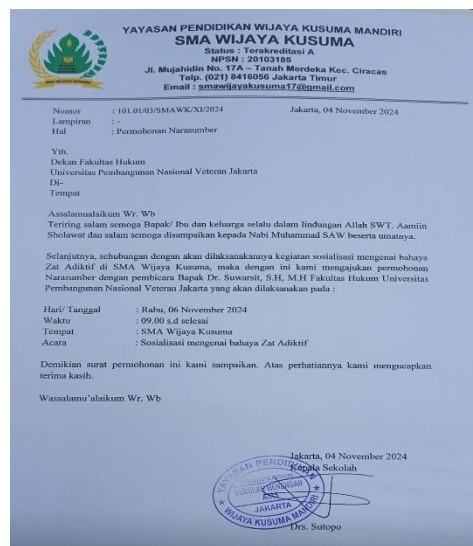 YAYASAN PENDIDIKAN WIJAYA KUSUMA MANDIRI
SMA WIJAYA KUSUMA
Status : Terakreditasi A
NPSN : 20103185
Jl. Mujahidin No. 17A – Tanah Merdeka Kec. Ciracas
Telp. (021) 8416056 Jakarta Timur
Email : smawijayakusuma17@gmail.com
Nomor : 101.01/03/SMAWK/XI/2024 Jakarta, 04 November 2024
Lampiran : -
Hal : Permohonan Narasumber
Yth.
Dekan Fakultas Hukum
Universitas Pembangunan Nasional Veteran Jakarta
Di-
Tempat
Assalamualaikum Wr. Wb
Teriring salam semoga Bapak/ Ibu dan keluarga selalu dalam lindungan Allah SWT. Aamiin
Sholawat dan salam semoga disampaikan kepada Nabi Muhammad SAW beserta umatnya.
Selanjutnya, sehubungan dengan akan dilaksanakannya kegiatan sosialisasi mengenai bahaya
Zat Adiktif di SMA Wijaya Kusuma, maka dengan ini kami mengajukan permohonan
Narasumber dengan pembicara Bapak Dr. Suwarsit, S.H, M.H Fakultas Hukum Universitas
Pembangunan Nasional Veteran Jakarta yang akan dilaksanakan pada :
Hari/ Tanggal : Rabu, 06 November 2024
Waktu : 09.00 s.d selesai
Tempat : SMA Wijaya Kusuma
Acara : Sosialisasi mengenai bahaya Zat Adiktif
Demikian surat permohonan ini kami sampaikan. Atas perhatiannya kami mengucapkan
terima kasih.
Wassalamu'alaikum Wr. Wb
Jakarta, 04 November 2024
Kepala Sekolah
YAYASAN PENDIDIKAN
SEKOLAH MENENGAH
ATAS
JAKARTA
WIJAYA KUSUMA MANDIRI
Drs. Sutopo